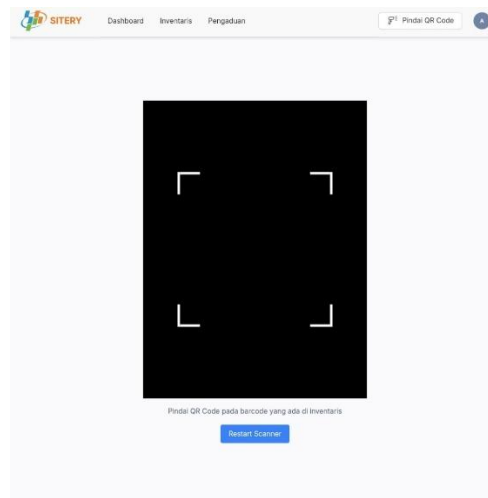 SITERY
Dashboard Inventaris Pengaduan
Pindai QR Code
A
Pindai QR Code pada barcode yang ada di Inventaris
Restart Scanner